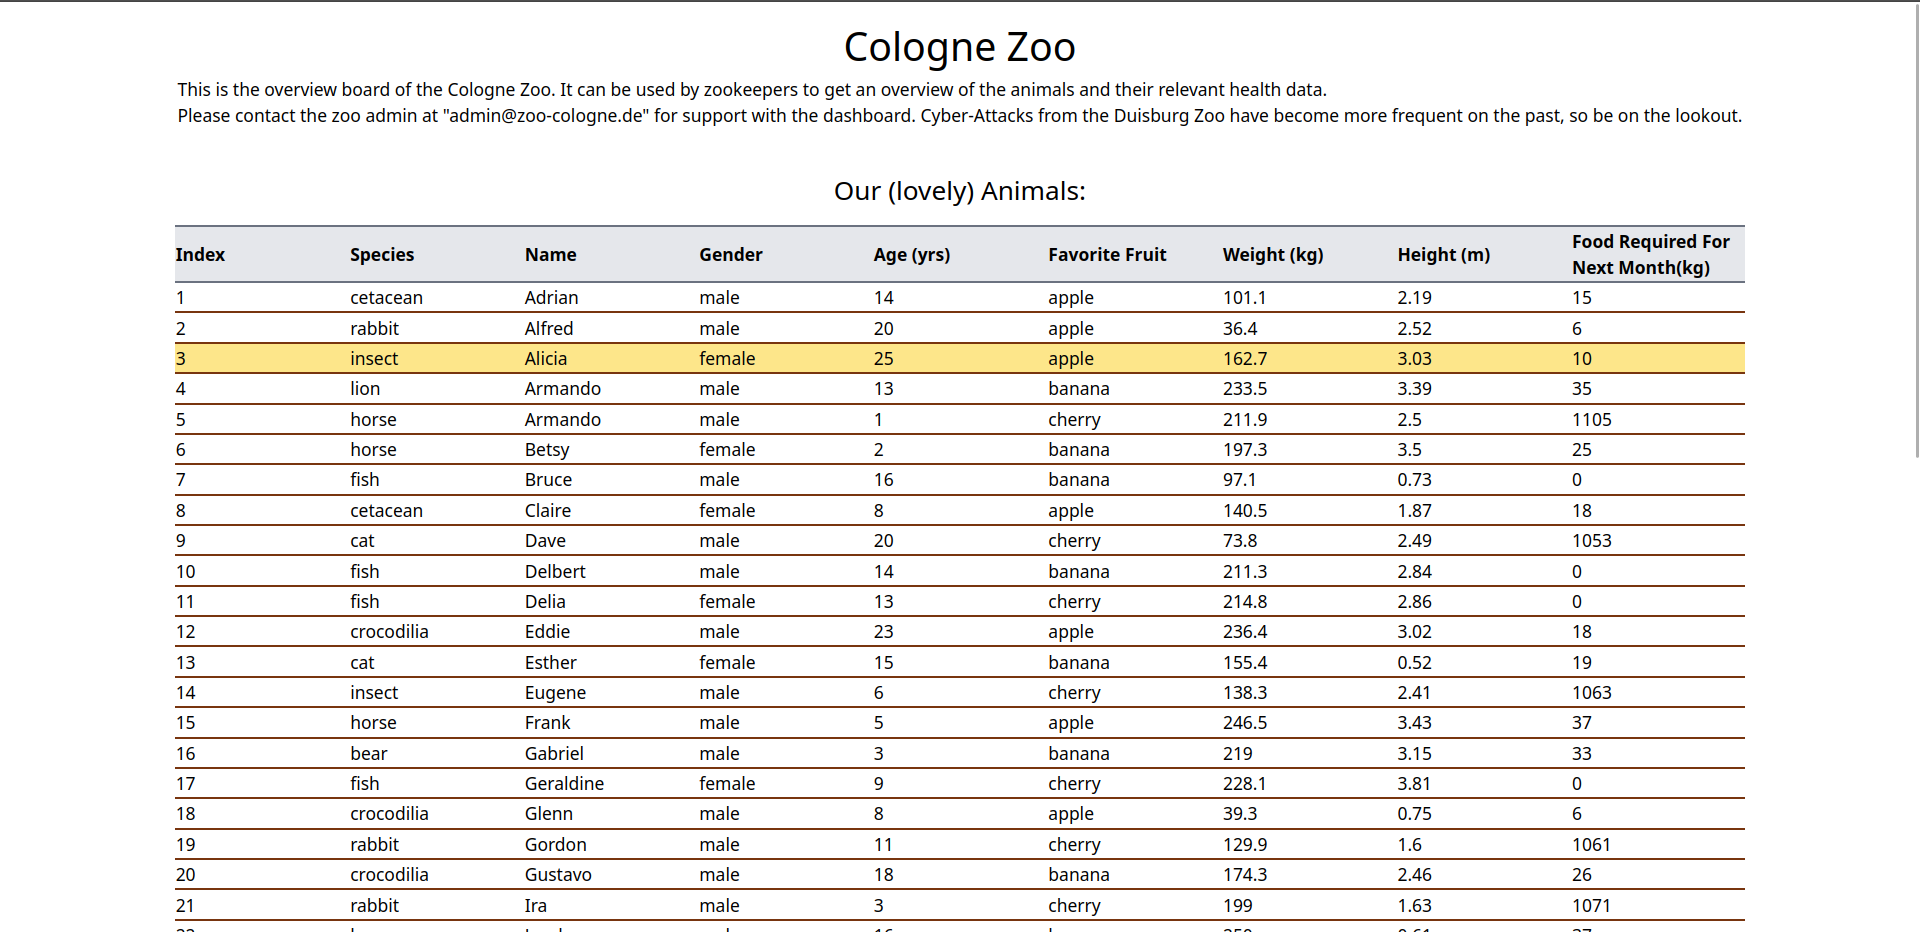 Cologne Zoo
This is the overview board of the Cologne Zoo. It can be used by zookeepers to get an overview of the animals and their relevant health data.
Please contact the zoo admin at "admin@zoo-cologne.de" for support with the dashboard. Cyber-Attacks from the Duisburg Zoo have become more frequent on the past, so be on the lookout.
Our (lovely) Animals:
Index Species Name Gender Age (yrs) Favorite Fruit Weight (kg) Height (m) Food Required For Next Month(kg)
1 cetacean Adrian male 14 apple 101.1 2.19 15
2 rabbit Alfred male 20 apple 36.4 2.52 6
3 insect Alicia female 25 apple 162.7 3.03 10
4 lion Armando male 13 banana 233.5 3.39 35
5 horse Armando male 1 cherry 211.9 2.5 1105
6 horse Betsy female 2 banana 197.3 3.5 25
7 fish Bruce male 16 banana 97.1 0.73 0
8 cetacean Claire female 8 apple 140.5 1.87 18
9 cat Dave male 20 cherry 73.8 2.49 1053
10 fish Delbert male 14 banana 211.3 2.84 0
11 fish Delia female 13 cherry 214.8 2.86 0
12 crocodilia Eddie male 23 apple 236.4 3.02 18
13 cat Esther female 15 banana 155.4 0.52 19
14 insect Eugene male 6 cherry 138.3 2.41 1063
15 horse Frank male 5 apple 246.5 3.43 37
16 bear Gabriel male 3 banana 219 3.15 33
17 fish Geraldine female 9 cherry 228.1 3.81 0
18 crocodilia Glenn male 8 apple 39.3 0.75 6
19 rabbit Gordon male 11 cherry 129.9 1.6 1061
20 crocodilia Gustavo male 18 banana 174.3 2.46 26
21 rabbit Ira male 3 cherry 199 1.63 1071